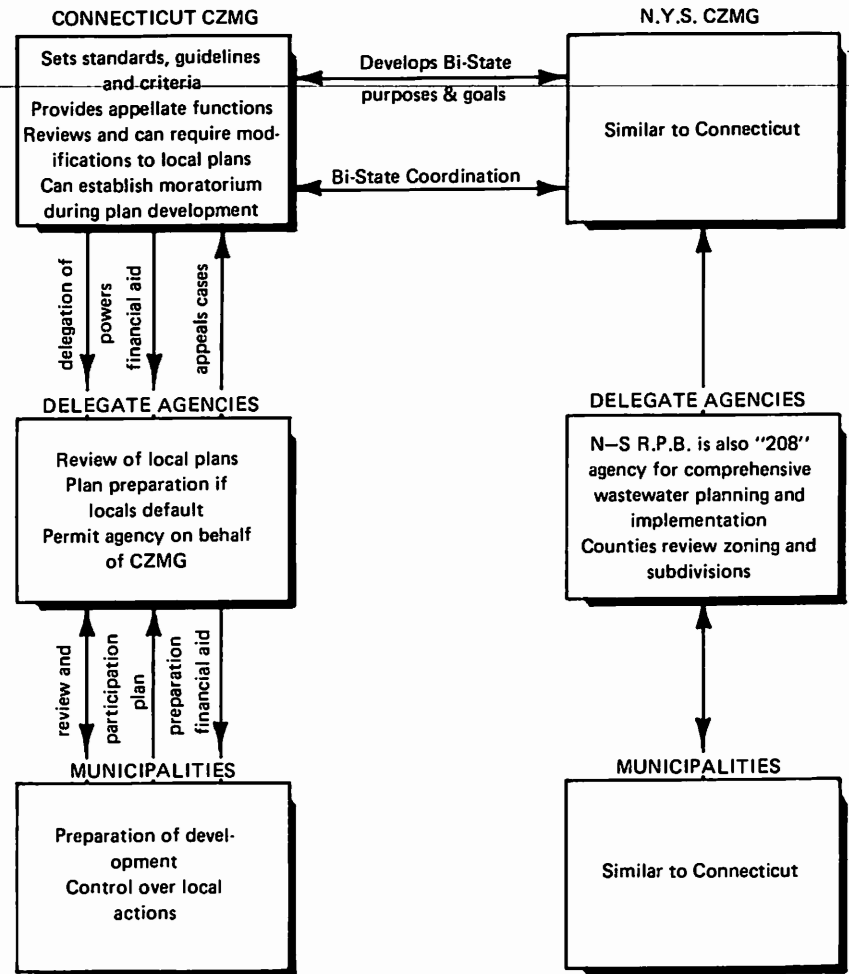 CONNECTICUT CZMG
Sets standards, guidelines
and criteria
Provides appellate functions
Reviews and can require mod-
ifications to local plans
Can establish moratorium
during plan development
Develops Bi-State
purposes & goals
Bi-State Coordination
N.Y.S. CZMG
Similar to Connecticut
delegation of
powers
financial aid
appeals cases
DELEGATE AGENCIES
Review of local plans
Plan preparation if
locals default
Permit agency on behalf
of CZMG
DELEGATE AGENCIES
N–S R.P.B. is also "208"
agency for comprehensive
wastewater planning and
implementation
Counties review zoning and
subdivisions
review and
participation
plan
preparation
financial aid
MUNICIPALITIES
Preparation of devel-
opment
Control over local
actions
MUNICIPALITIES
Similar to Connecticut